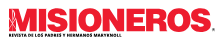 MISIONEROS
REVISTA DE LOS PADRES Y HERMANOS MARYKNOLL